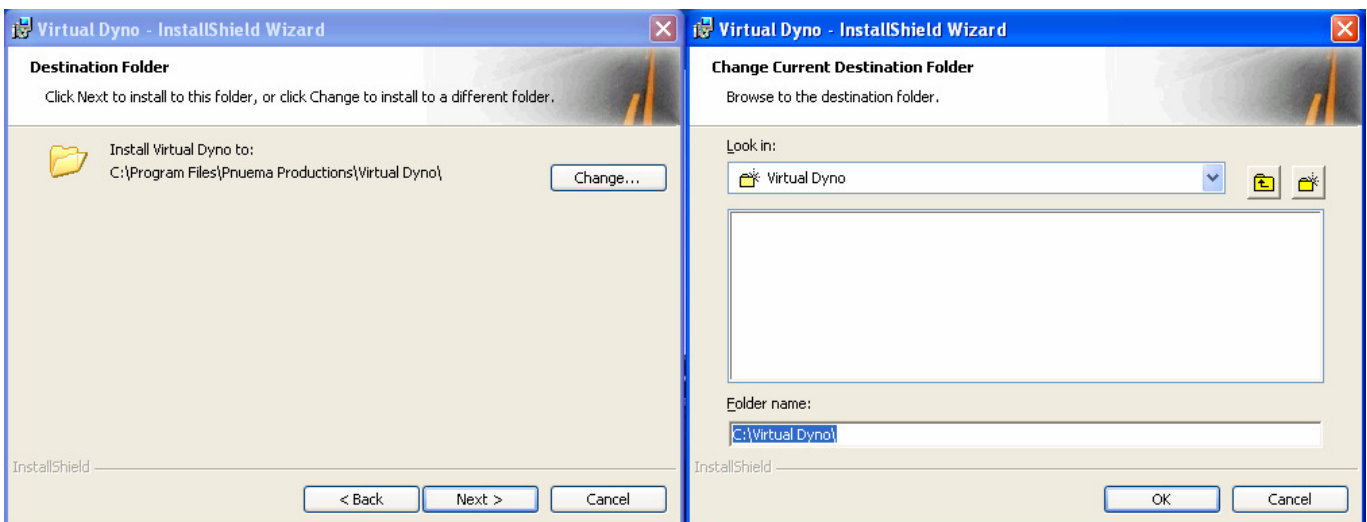 Virtual Dyno - InstallShield Wizard
Destination Folder
Click Next to install to this folder, or click Change to install to a different folder.
Install Virtual Dyno to:
C:\Program Files\Pnuema Productions\Virtual Dyno\
Change...
InstallShield
< Back
Next >
Cancel
Virtual Dyno - InstallShield Wizard
Change Current Destination Folder
Browse to the destination folder.
Look in:
Virtual Dyno
Folder name:
C:\Virtual Dyno\
InstallShield
OK
Cancel